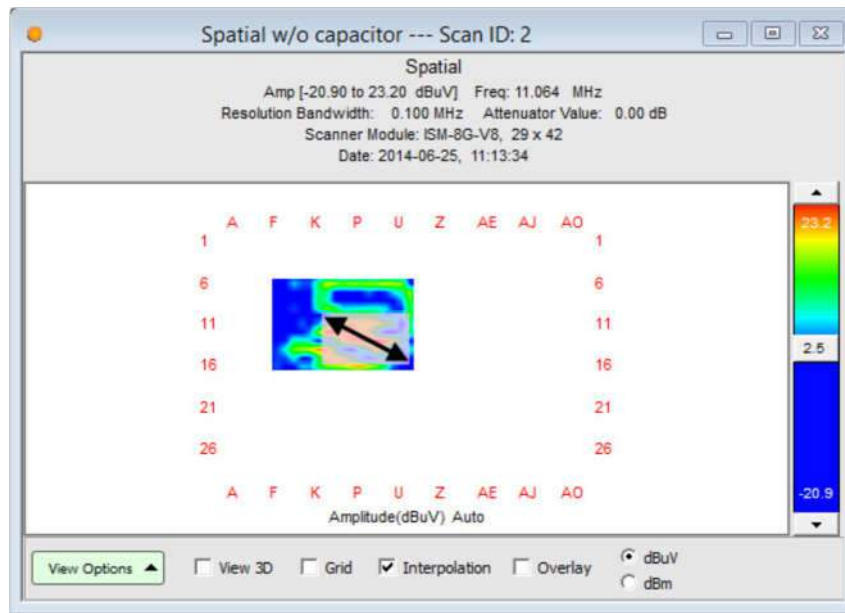 Spatial w/o capacitor --- Scan ID: 2
Spatial
Amp [-20.90 to 23.20 dBuV] Freq: 11.064 MHz
Resolution Bandwidth: 0.100 MHz Attenuator Value: 0.00 dB
Scanner Module: ISM-8G-V8, 29 x 42
Date: 2014-06-25, 11:13:34
A F K P U Z AE AJ AO
1 1
6 6
11 11
16 16
21 21
26 26
A F K P U Z AE AJ AO
Amplitude(dBuV) Auto
23.2
2.5
-20.9
View Options View 3D Grid Interpolation Overlay
dBuV
dBm